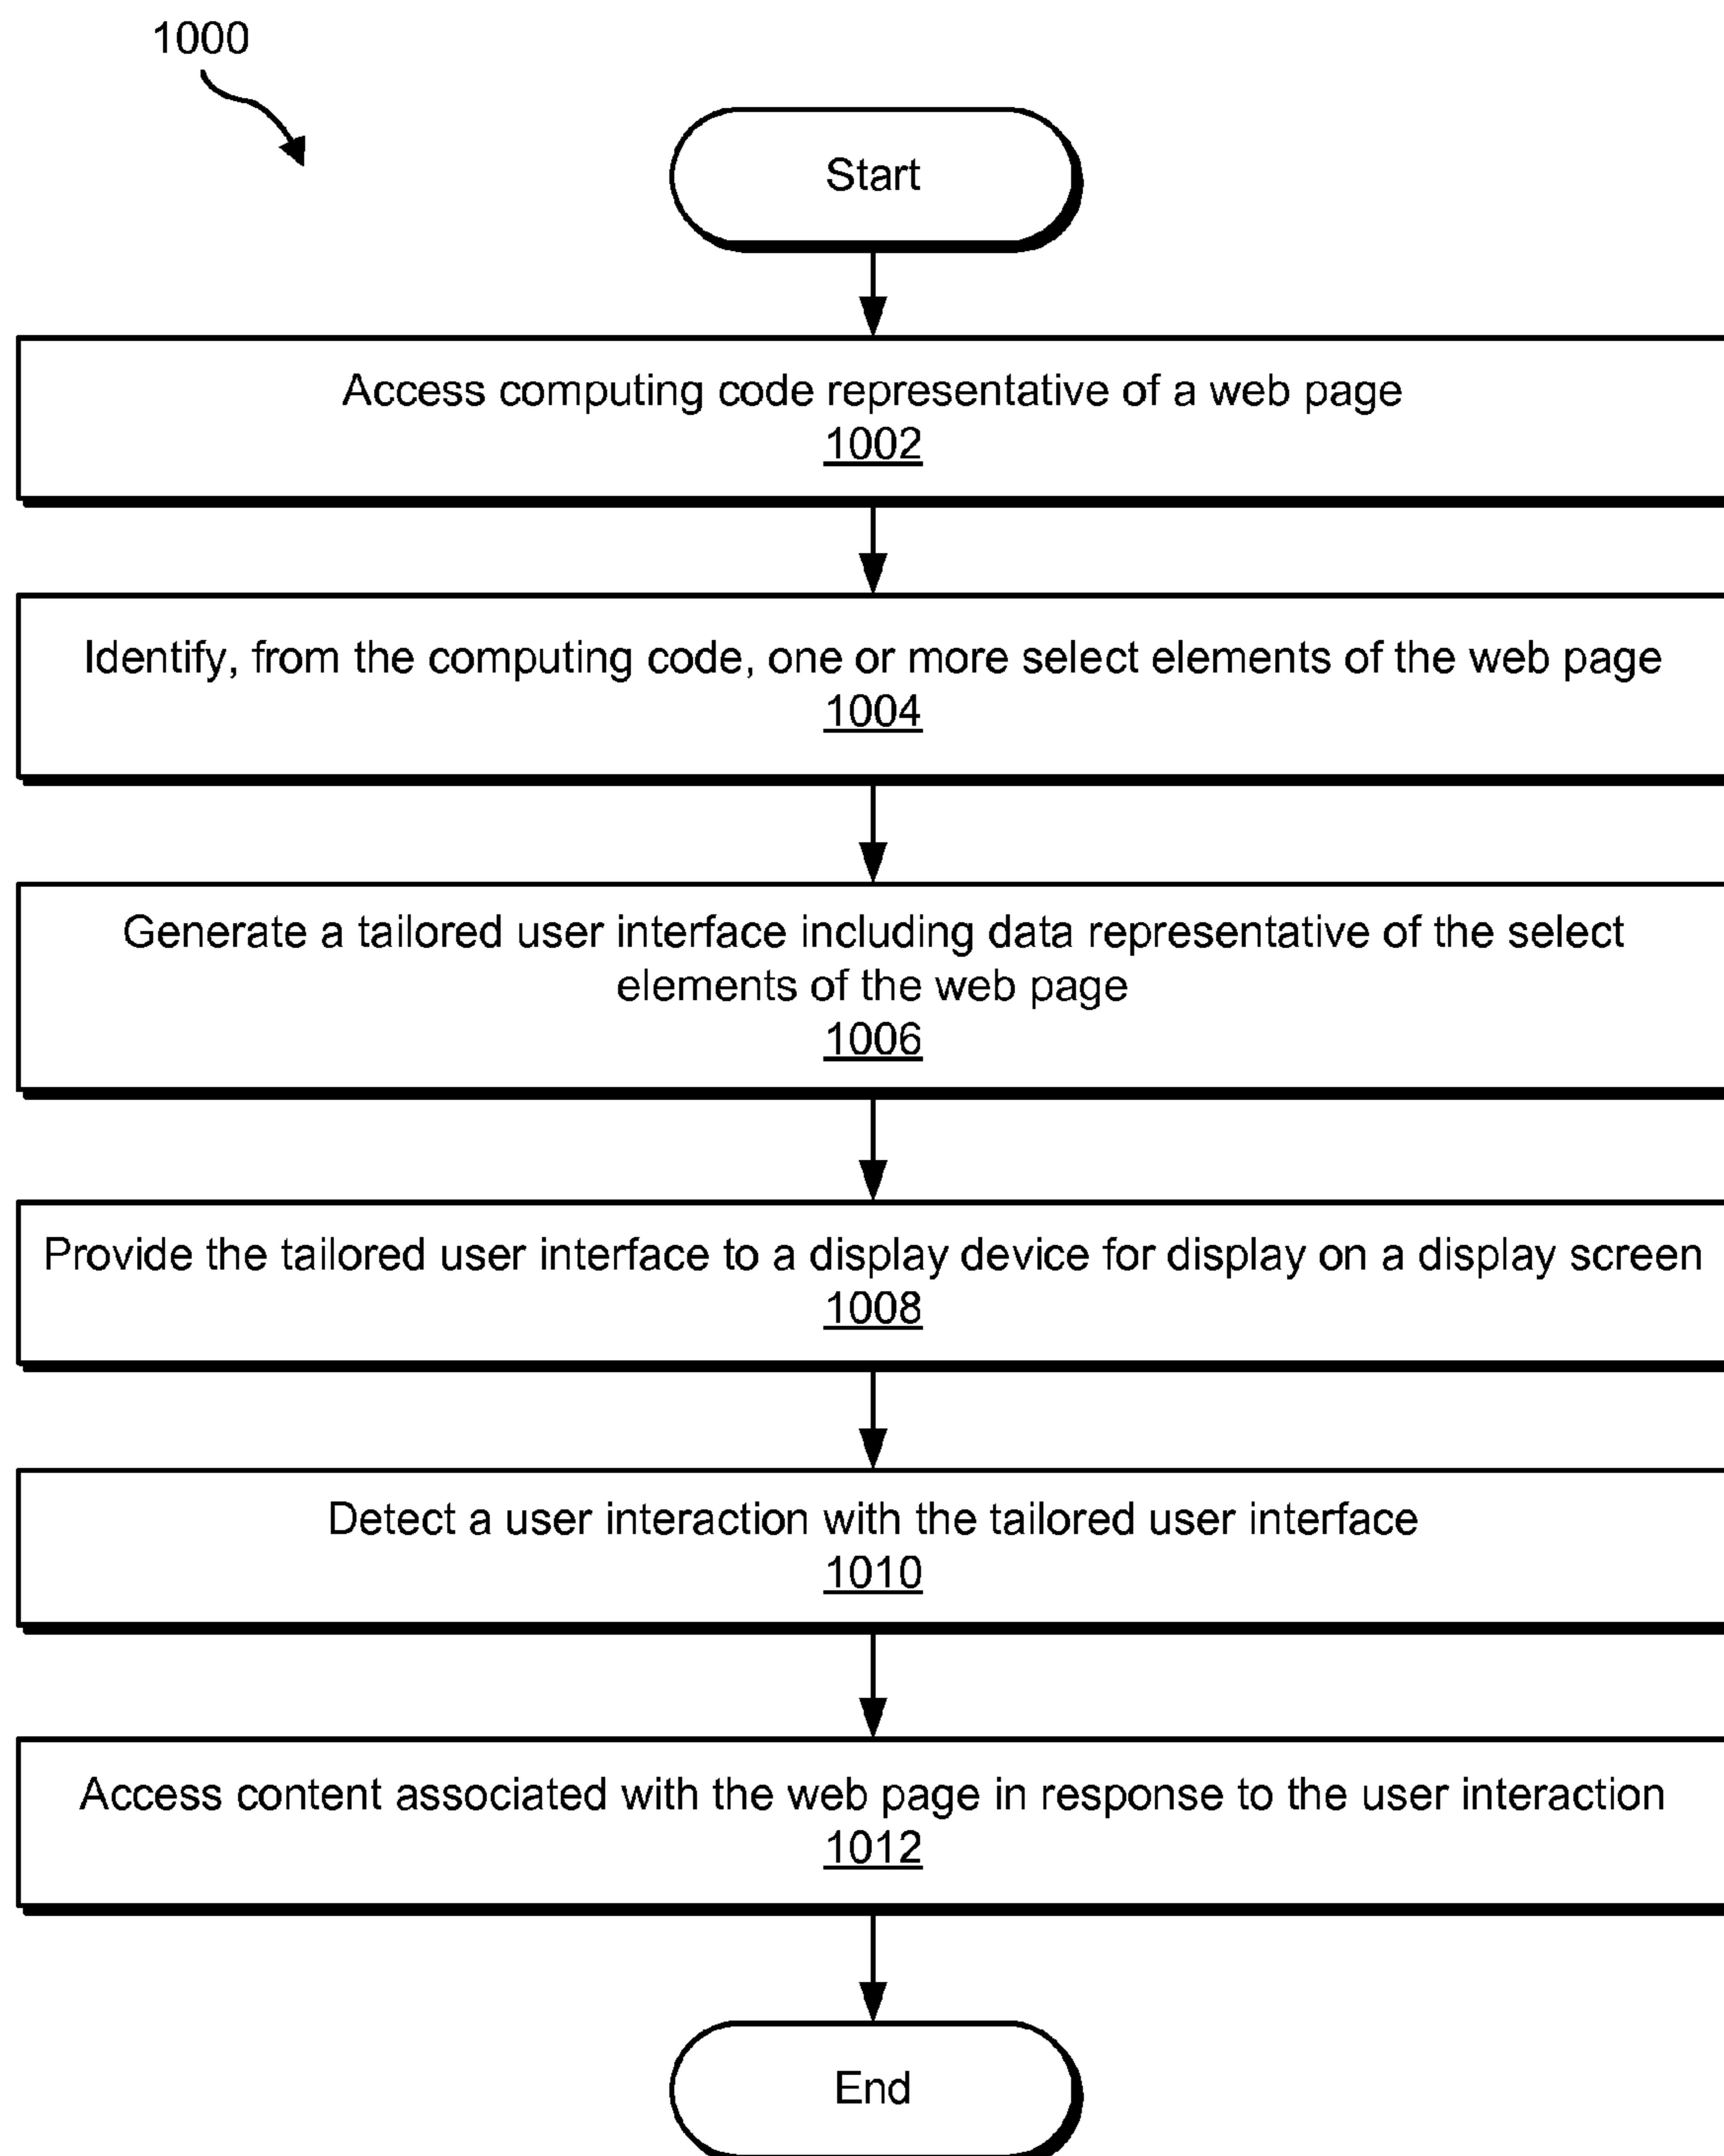 1000
Start
Access computing code representative of a web page
1002
Identify, from the computing code, one or more select elements of the web page
1004
Generate a tailored user interface including data representative of the select
elements of the web page
1006
Provide the tailored user interface to a display device for display on a display screen
1008
Detect a user interaction with the tailored user interface
1010
Access content associated with the web page in response to the user interaction
1012
End